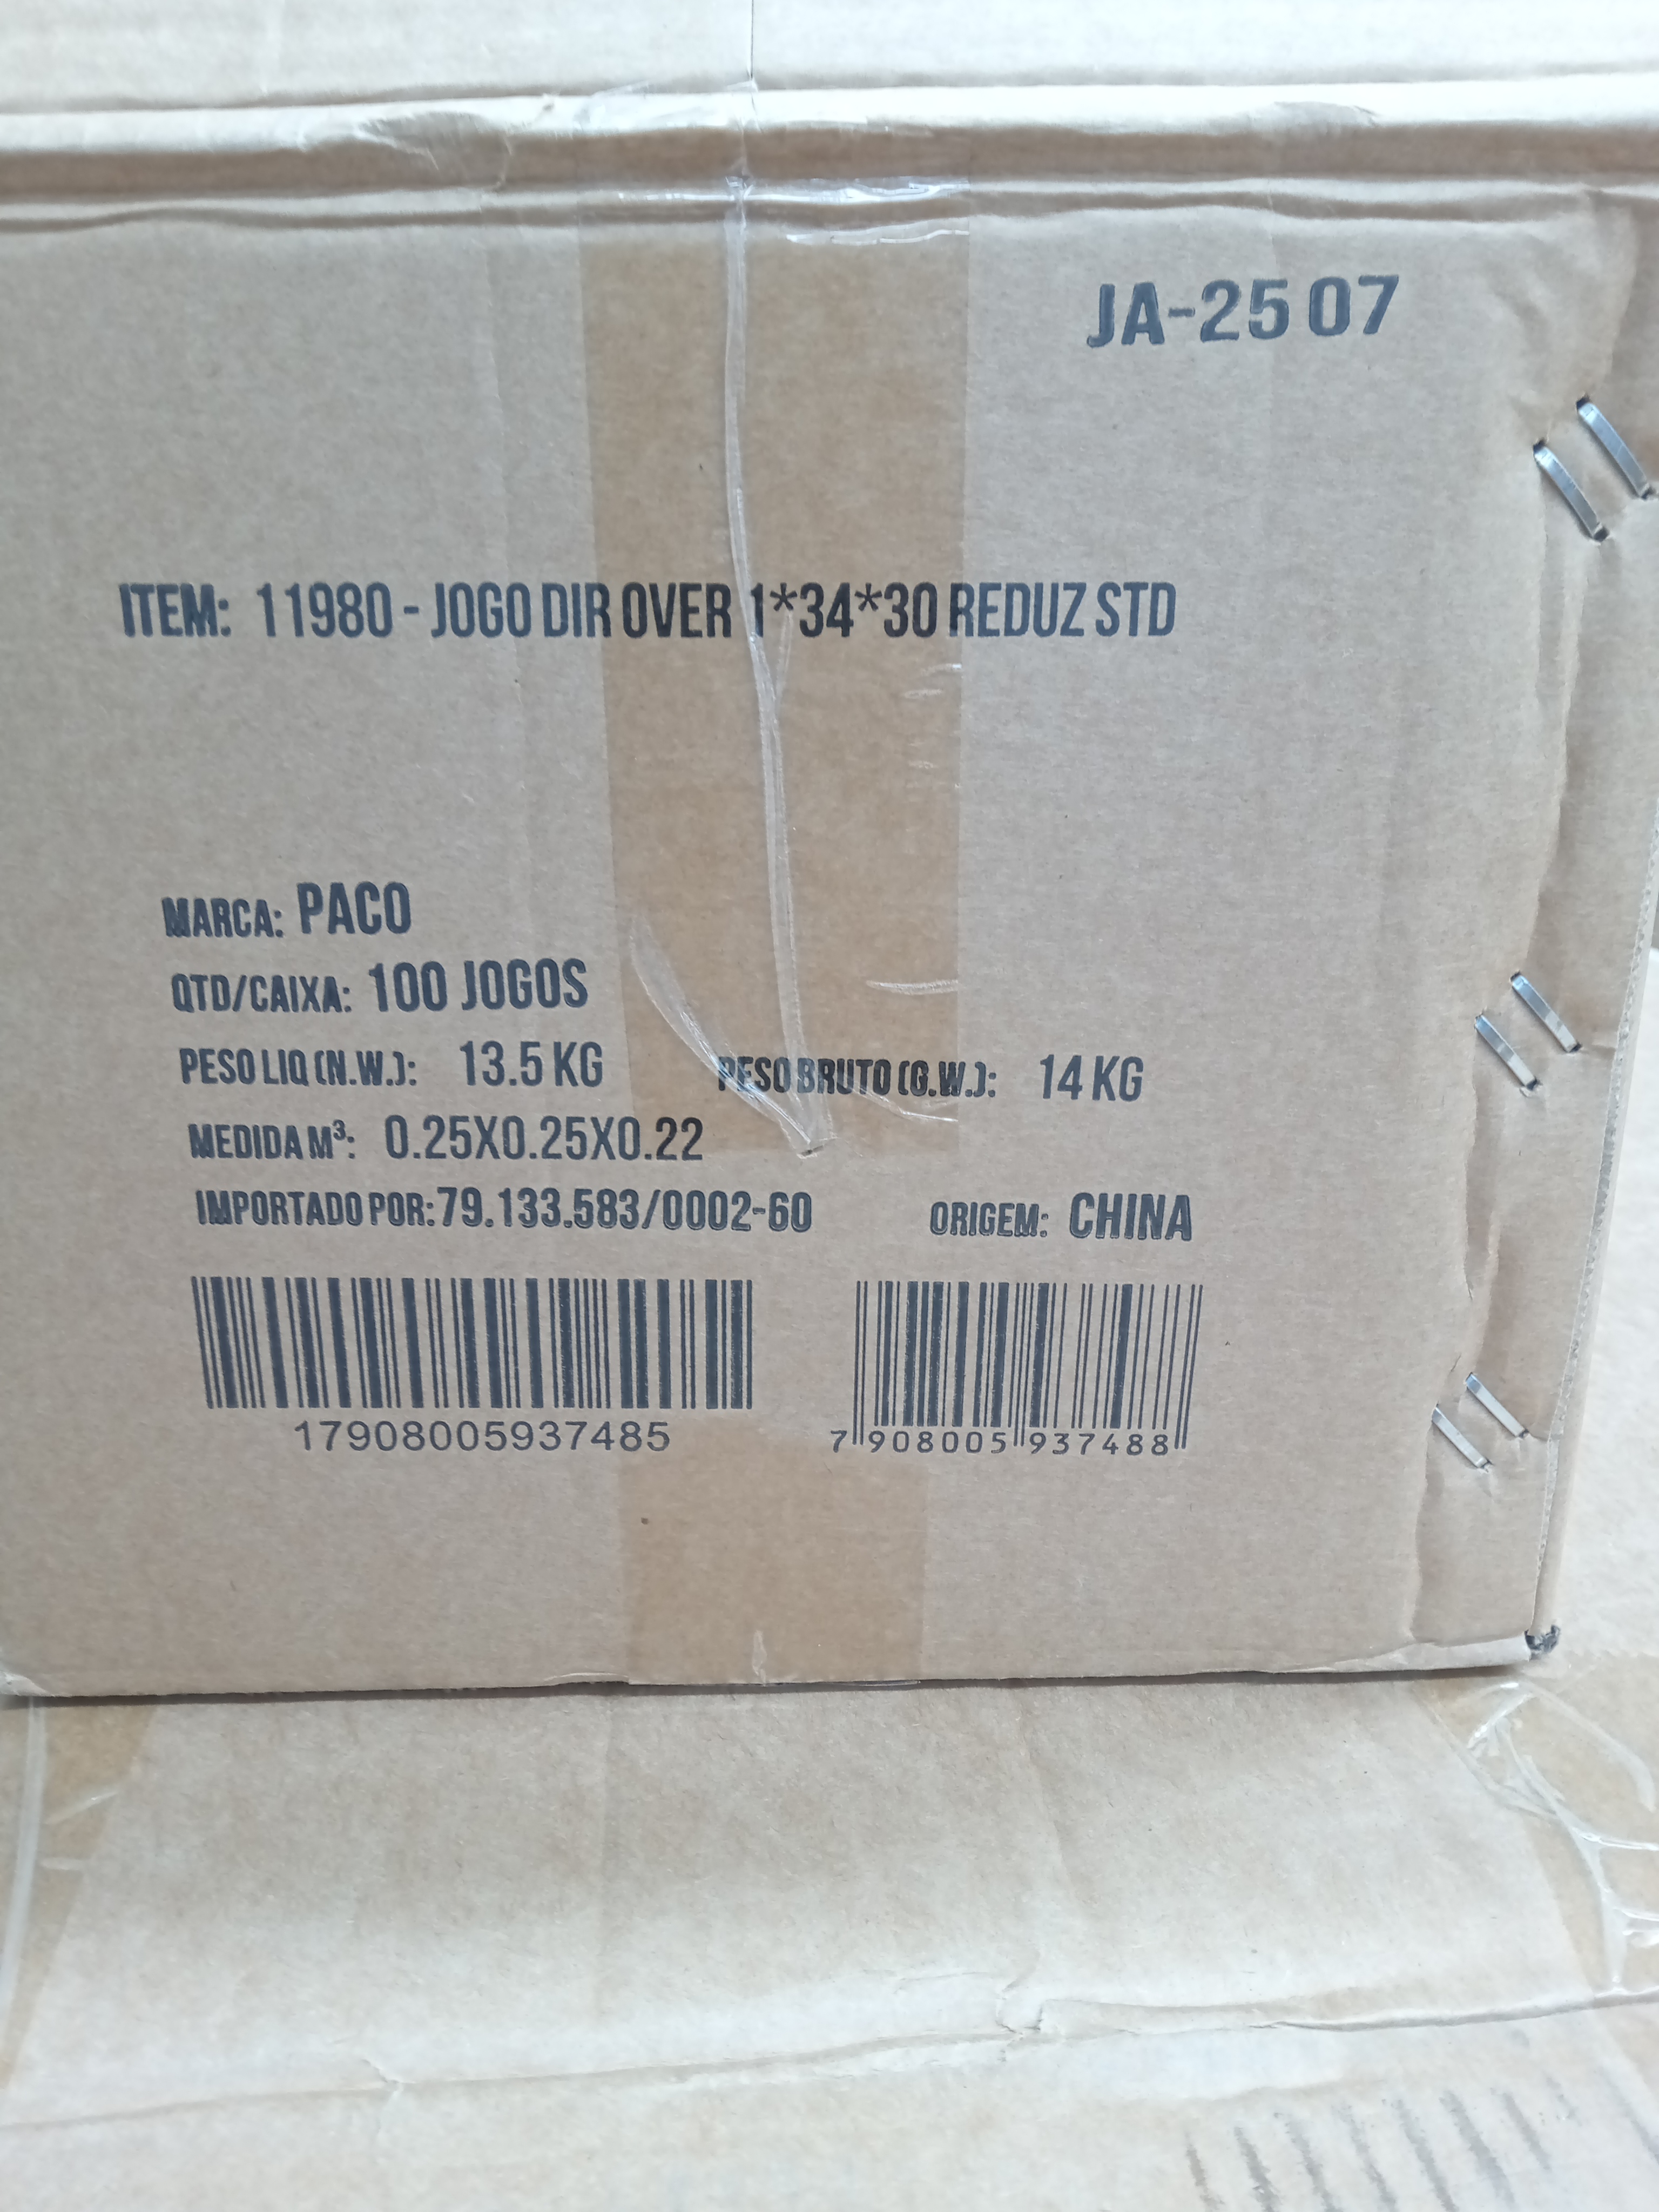 JA-2507
ITEM: 11980 - JOGO DIR OVER 1*34*30 REDUZ STD
MARCA: PACO
QTD/CAIXA: 100 JOGOS
PESO LIQ (N.W.): 13.5 KG PESO BRUTO (G.W.): 14 KG
MEDIDA M³: 0.25X0.25X0.22
IMPORTADO POR: 79.133.583/0002-60 ORIGEM: CHINA
17908005937485 7 908005 937488